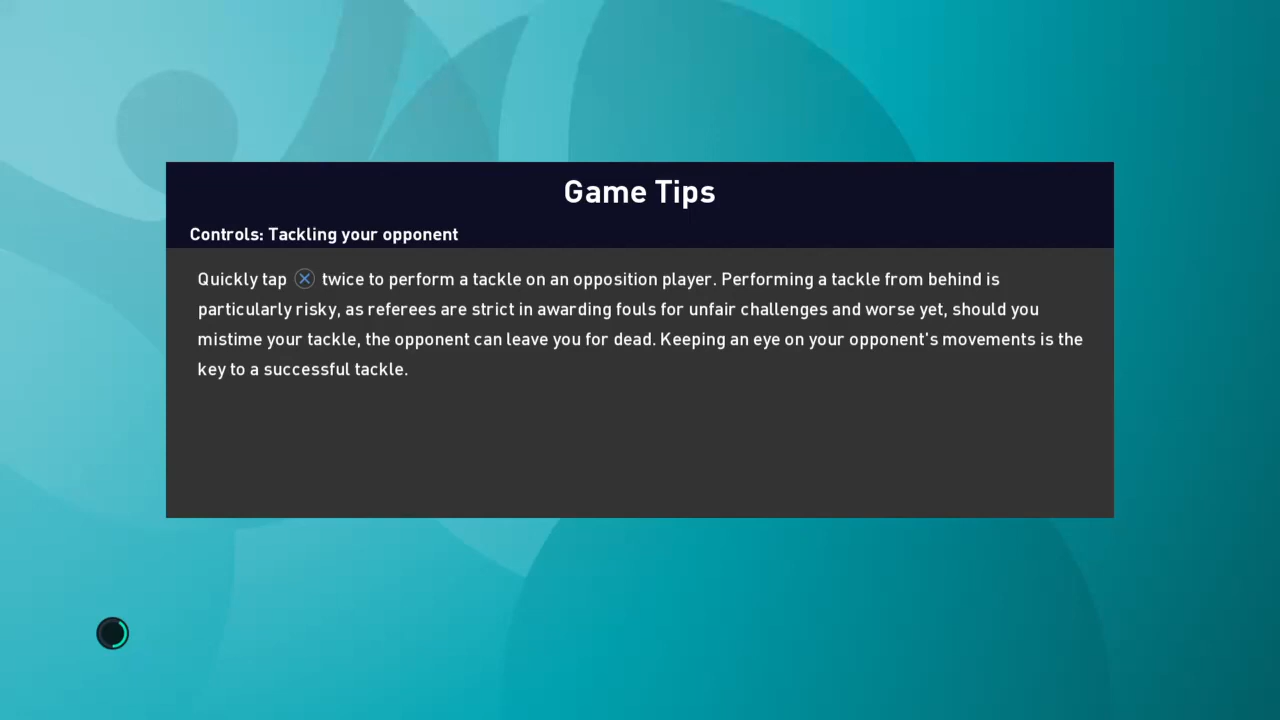 Game Tips
Controls: Tackling your opponent
Quickly tap twice to perform a tackle on an opposition player. Performing a tackle from behind is
particularly risky, as referees are strict in awarding fouls for unfair challenges and worse yet, should you
mistime your tackle, the opponent can leave you for dead. Keeping an eye on your opponent's movements is the
key to a successful tackle.